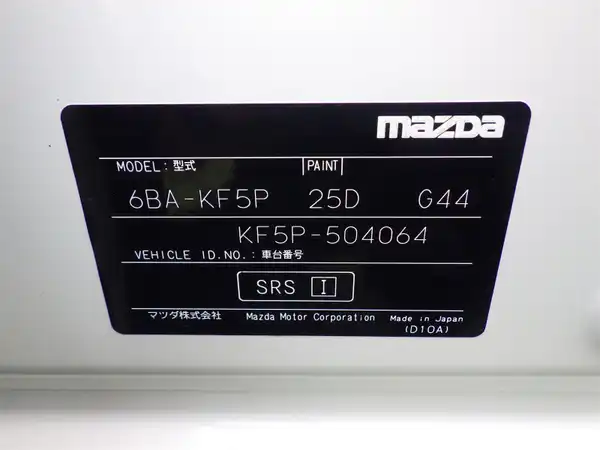 mazda
MODEL:型式 PAINT
6BA-KF5P 25D G44
KF5P-504064
VEHICLE ID.NO.:車台番号
SRS I
マツダ株式会社 Mazda Motor Corporation Made in Japan
(D10A)